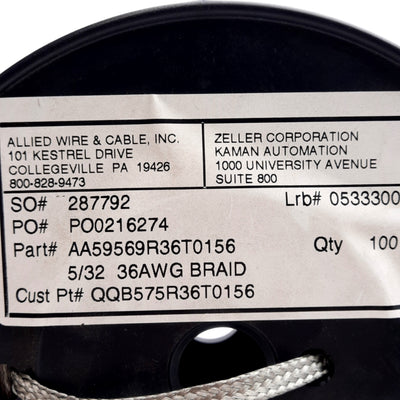 ALLIED WIRE & CABLE, INC.
101 KESTREL DRIVE
COLLEGEVILLE PA 19426
800-828-9473
ZELLER CORPORATION
KAMAN AUTOMATION
1000 UNIVERSITY AVENUE
SUITE 800
SO# 287792 Lrb# 0533300
PO# PO0216274
Part# AA59569R36T0156 Qty 100
5/32 36AWG BRAID
Cust Pt# QQB575R36T0156